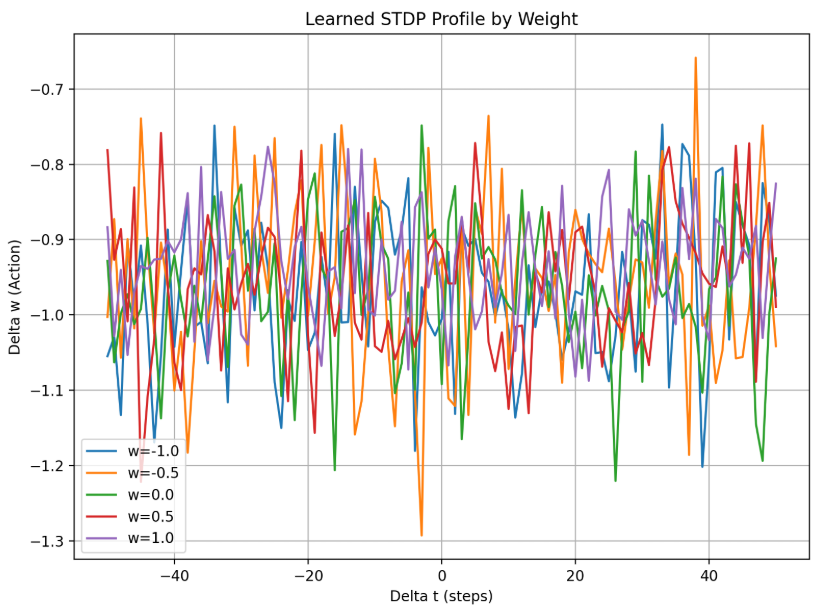 Learned STDP Profile by Weight
Delta w (Action)
−0.7
−0.8
−0.9
−1.0
−1.1
−1.2
−1.3
w=-1.0
w=-0.5
w=0.0
w=0.5
w=1.0
−40
−20
0
20
40
Delta t (steps)